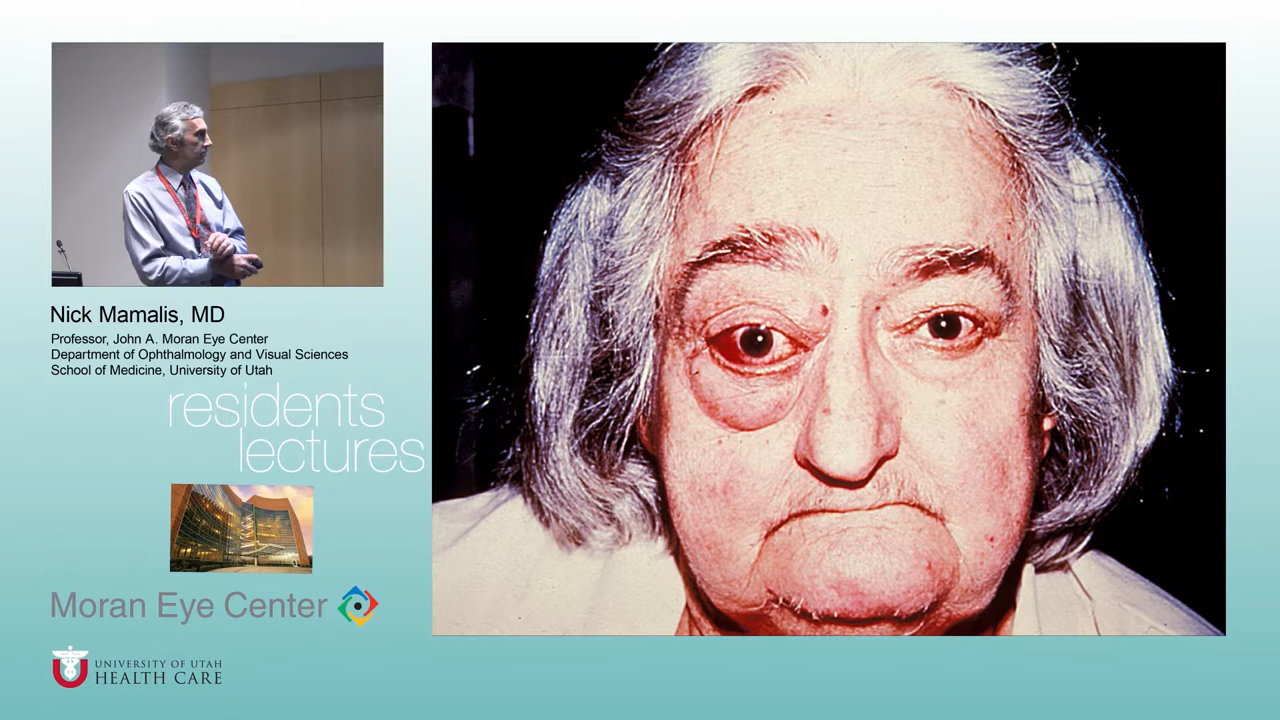 Nick Mamalis, MD
Professor, John A. Moran Eye Center
Department of Ophthalmology and Visual Sciences
School of Medicine, University of Utah
residents
lectures
Moran Eye Center
UNIVERSITY OF UTAH
HEALTH CARE